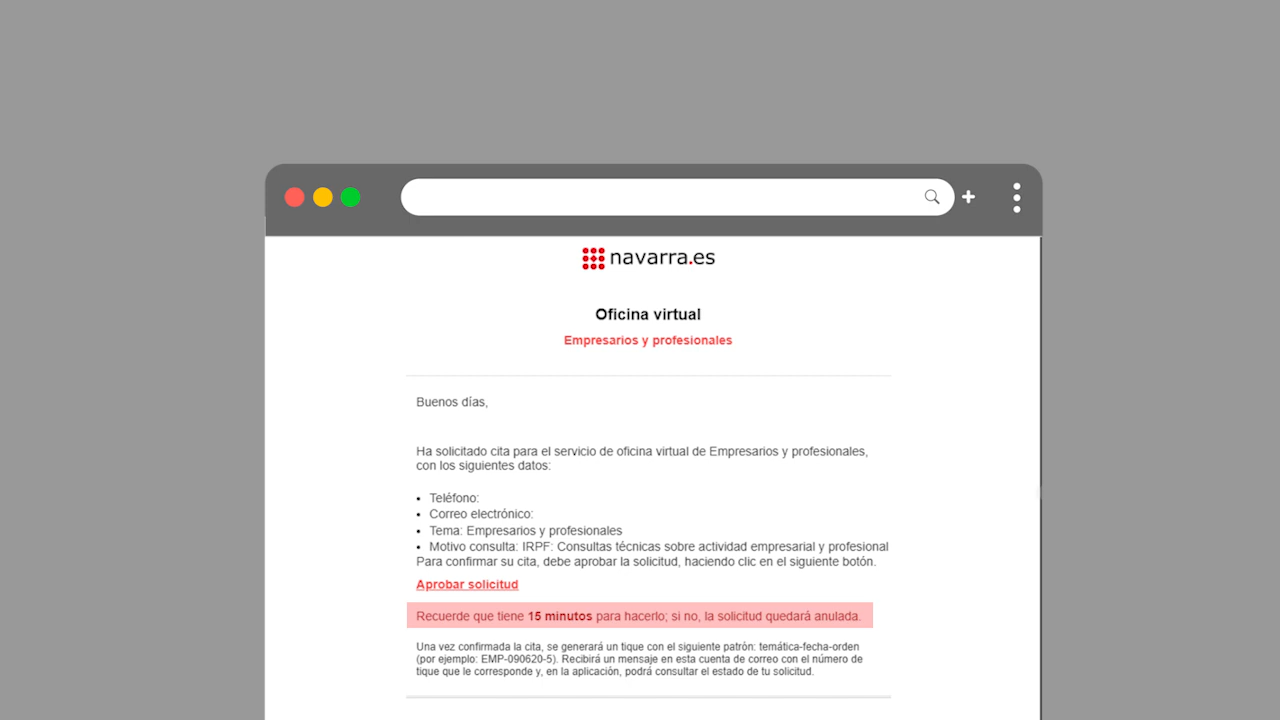 navarra.es
Oficina virtual
Empresarios y profesionales
Buenos días,
Ha solicitado cita para el servicio de oficina virtual de Empresarios y profesionales,
con los siguientes datos:
• Teléfono:
• Correo electrónico:
• Tema: Empresarios y profesionales
• Motivo consulta: IRPF: Consultas técnicas sobre actividad empresarial y profesional
Para confirmar su cita, debe aprobar la solicitud, haciendo clic en el siguiente botón.
Aprobar solicitud
Recuerde que tiene 15 minutos para hacerlo; si no, la solicitud quedará anulada.
Una vez confirmada la cita, se generará un tique con el siguiente patrón: temática-fecha-orden
(por ejemplo: EMP-090620-5). Recibirá un mensaje en esta cuenta de correo con el número de
tique que le corresponde y, en la aplicación, podrá consultar el estado de tu solicitud.